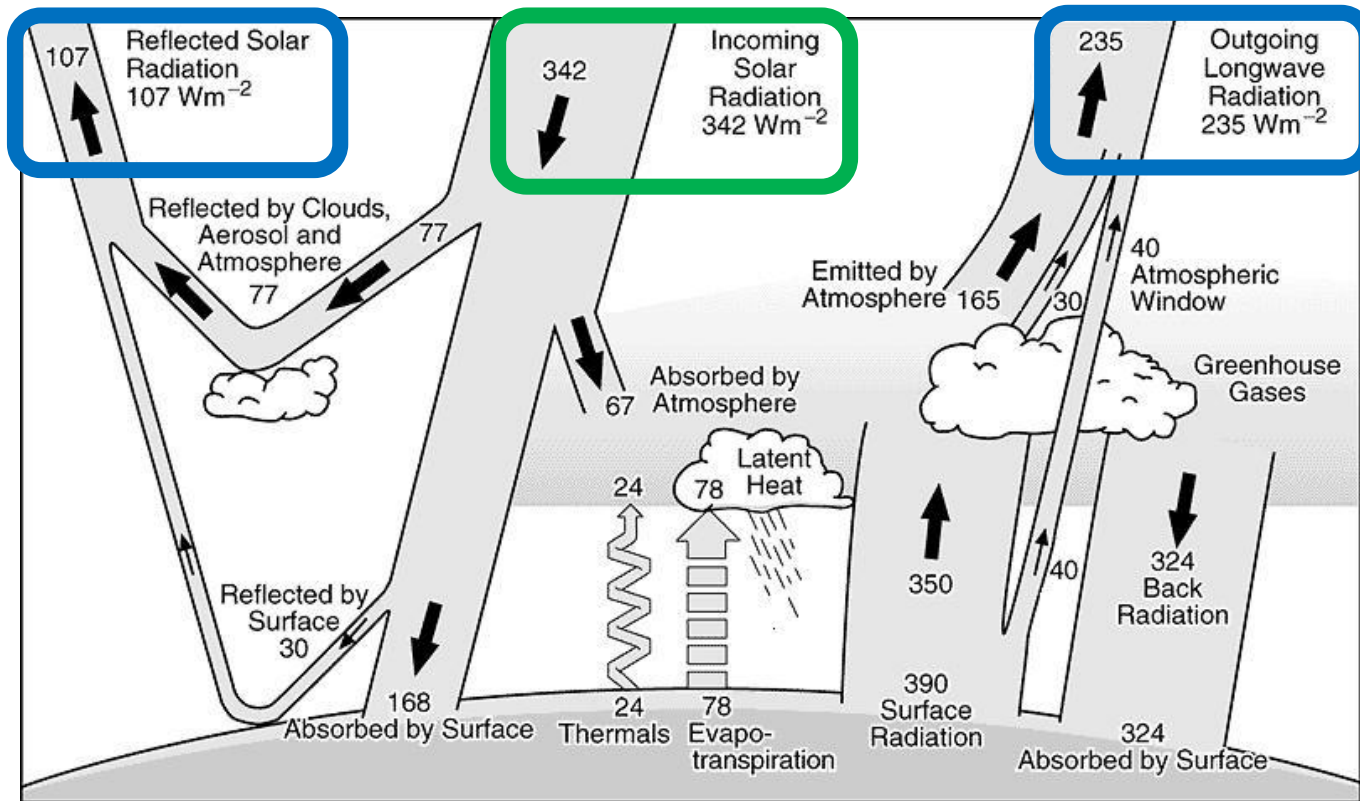 107
Reflected Solar
Radiation
107 Wm⁻²
342
Incoming
Solar
Radiation
342 Wm⁻²
235
Outgoing
Longwave
Radiation
235 Wm⁻²
Reflected by Clouds,
Aerosol and
Atmosphere
77
77
Emitted by
Atmosphere
165
30
40
Atmospheric
Window
Greenhouse
Gases
Absorbed by
Atmosphere
67
Latent
Heat
24
78
350
40
324
Back
Radiation
Reflected by
Surface
30
168
Absorbed by Surface
24
Thermals
78
Evapo-
transpiration
390
Surface
Radiation
324
Absorbed by Surface